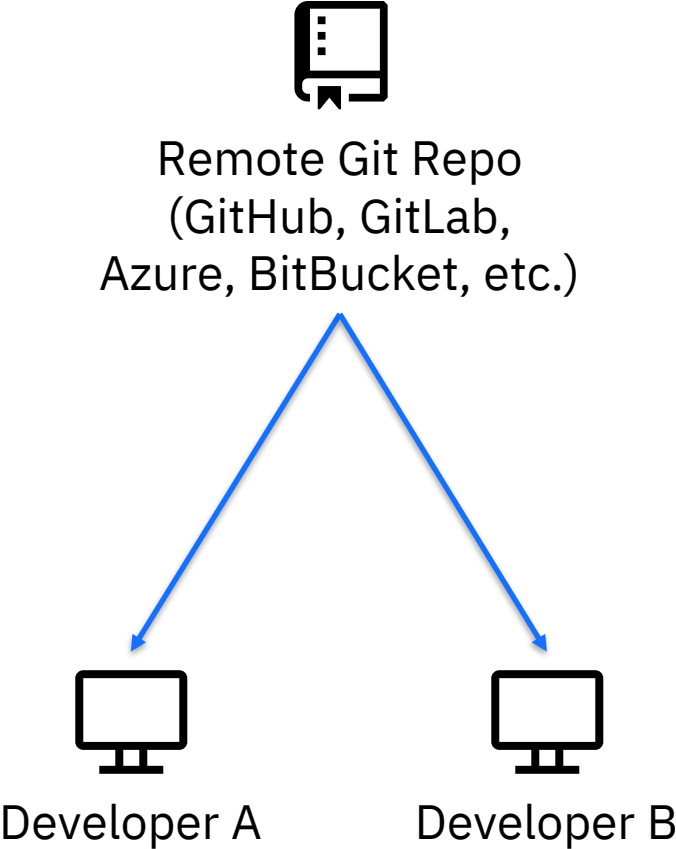 Remote Git Repo
(GitHub, GitLab,
Azure, BitBucket, etc.)
Developer A
Developer B